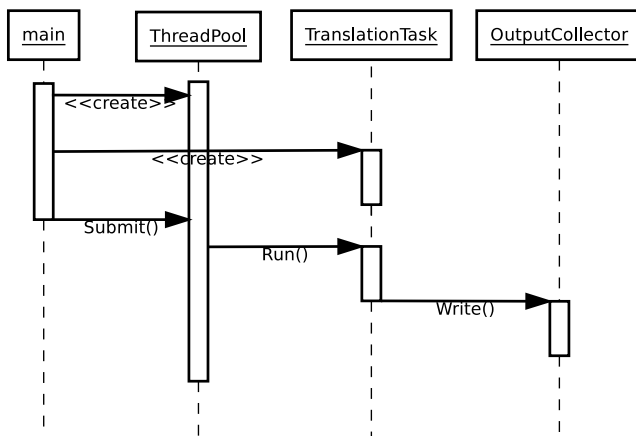 main
ThreadPool
TranslationTask
OutputCollector
<<create>>
<<create>>
Submit()
Run()
Write()